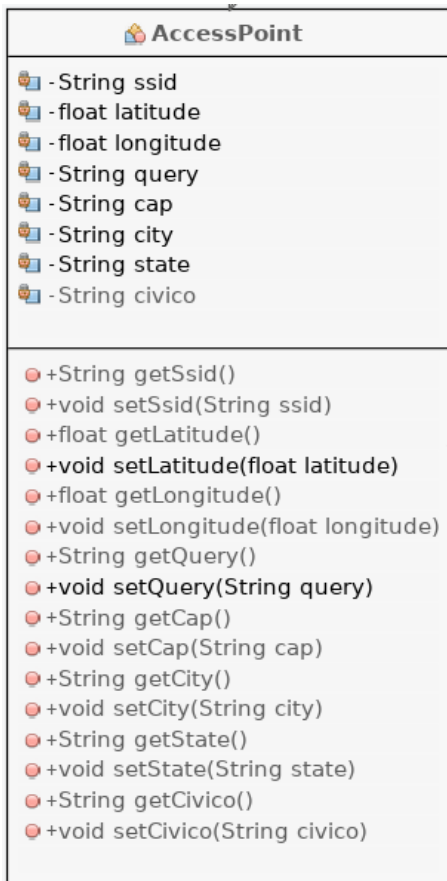 AccessPoint
-String ssid
-float latitude
-float longitude
-String query
-String cap
-String city
-String state
-String civico
+String getSsid()
+void setSsid(String ssid)
+float getLatitude()
+void setLatitude(float latitude)
+float getLongitude()
+void setLongitude(float longitude)
+String getQuery()
+void setQuery(String query)
+String getCap()
+void setCap(String cap)
+String getCity()
+void setCity(String city)
+String getState()
+void setState(String state)
+String getCivico()
+void setCivico(String civico)